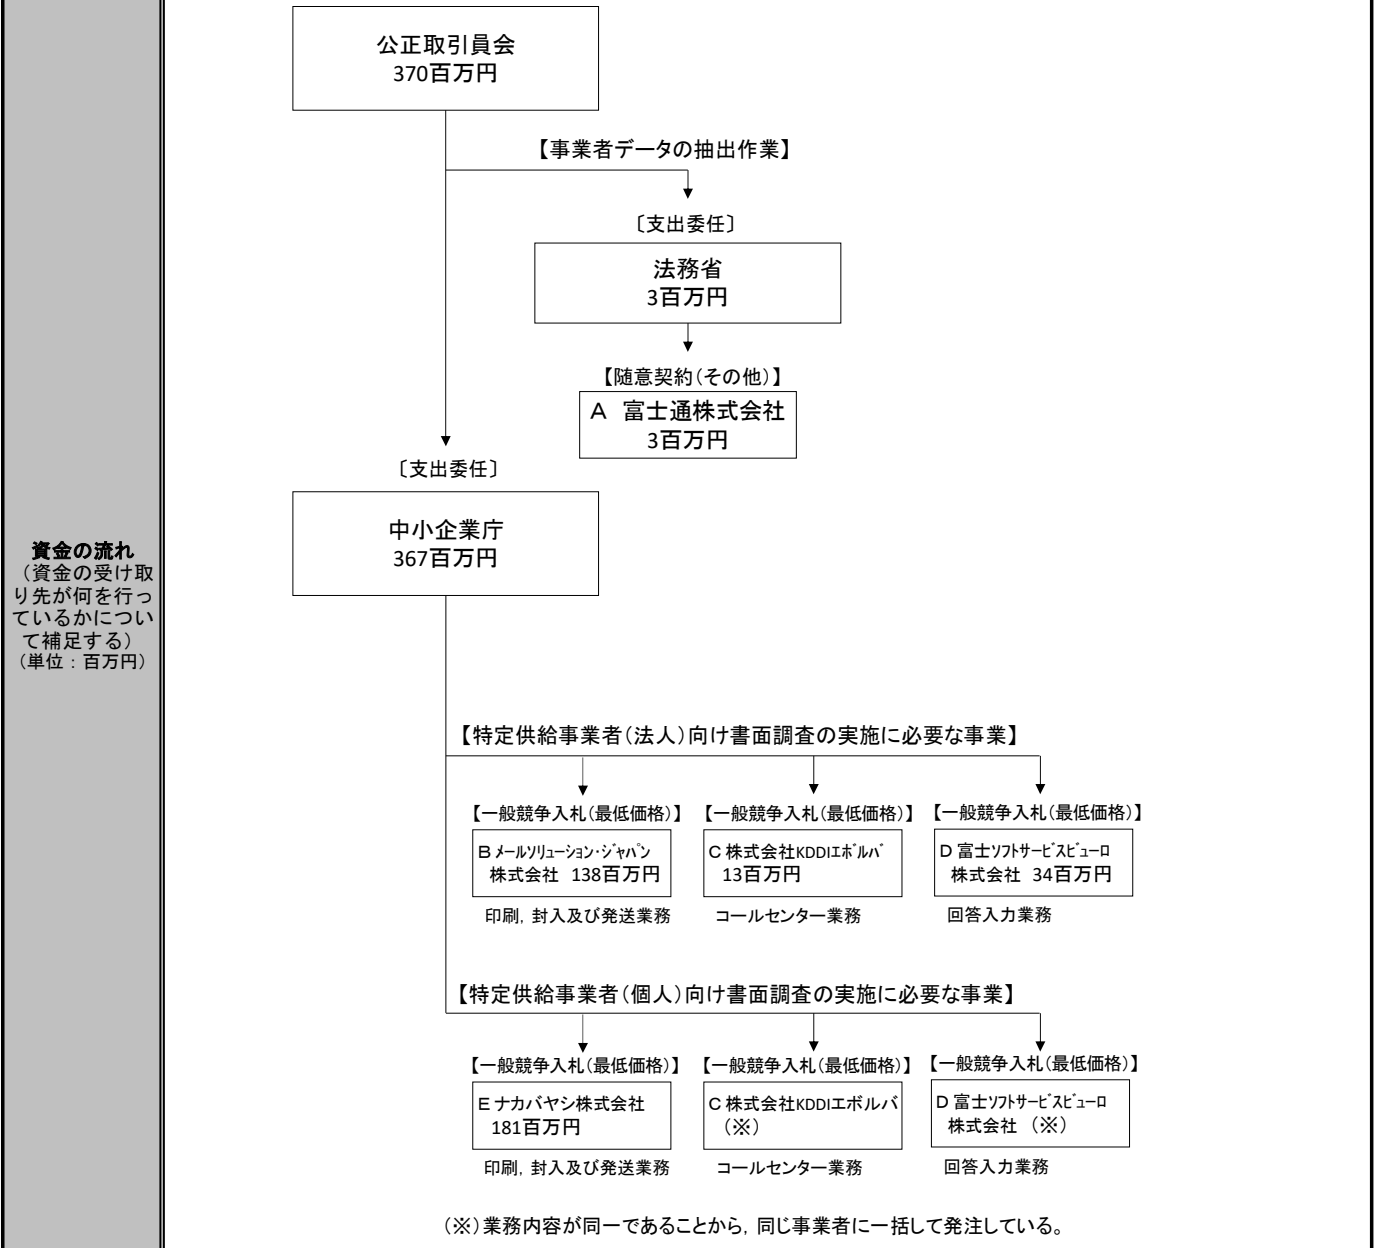 資金の流れ
（資金の受け取
り先が何を行っ
ているかについ
て補足する）
（単位：百万円）
公正取引員会
370百万円
【事業者データの抽出作業】
〔支出委任〕
法務省
3百万円
【随意契約（その他）】
A 富士通株式会社
3百万円
〔支出委任〕
中小企業庁
367百万円
【特定供給事業者（法人）向け書面調査の実施に必要な事業】
【一般競争入札（最低価格）】
B ﾒｰﾙｿﾘｭｰｼｮﾝ･ｼﾞｬﾊﾟﾝ
株式会社 138百万円
印刷，封入及び発送業務
【一般競争入札（最低価格）】
C 株式会社KDDIｴﾎﾞﾙﾊﾞ
13百万円
コールセンター業務
【一般競争入札（最低価格）】
D 富士ｿﾌﾄｻｰﾋﾞｽﾋﾞｭｰﾛ
株式会社 34百万円
回答入力業務
【特定供給事業者（個人）向け書面調査の実施に必要な事業】
【一般競争入札（最低価格）】
E ナカバヤシ株式会社
181百万円
印刷，封入及び発送業務
【一般競争入札（最低価格）】
C 株式会社KDDIエボルバ
（※）
コールセンター業務
【一般競争入札（最低価格）】
D 富士ｿﾌﾄｻｰﾋﾞｽﾋﾞｭｰﾛ
株式会社 （※）
回答入力業務
（※）業務内容が同一であることから，同じ事業者に一括して発注している。